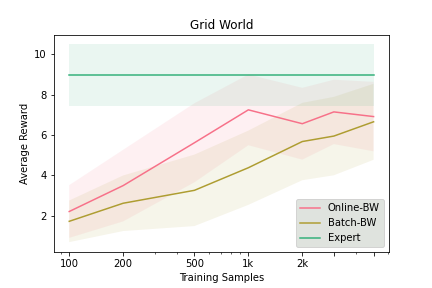 Grid World
Average Reward
10
8
6
4
2
100
200
500
1k
2k
Training Samples
Online-BW
Batch-BW
Expert